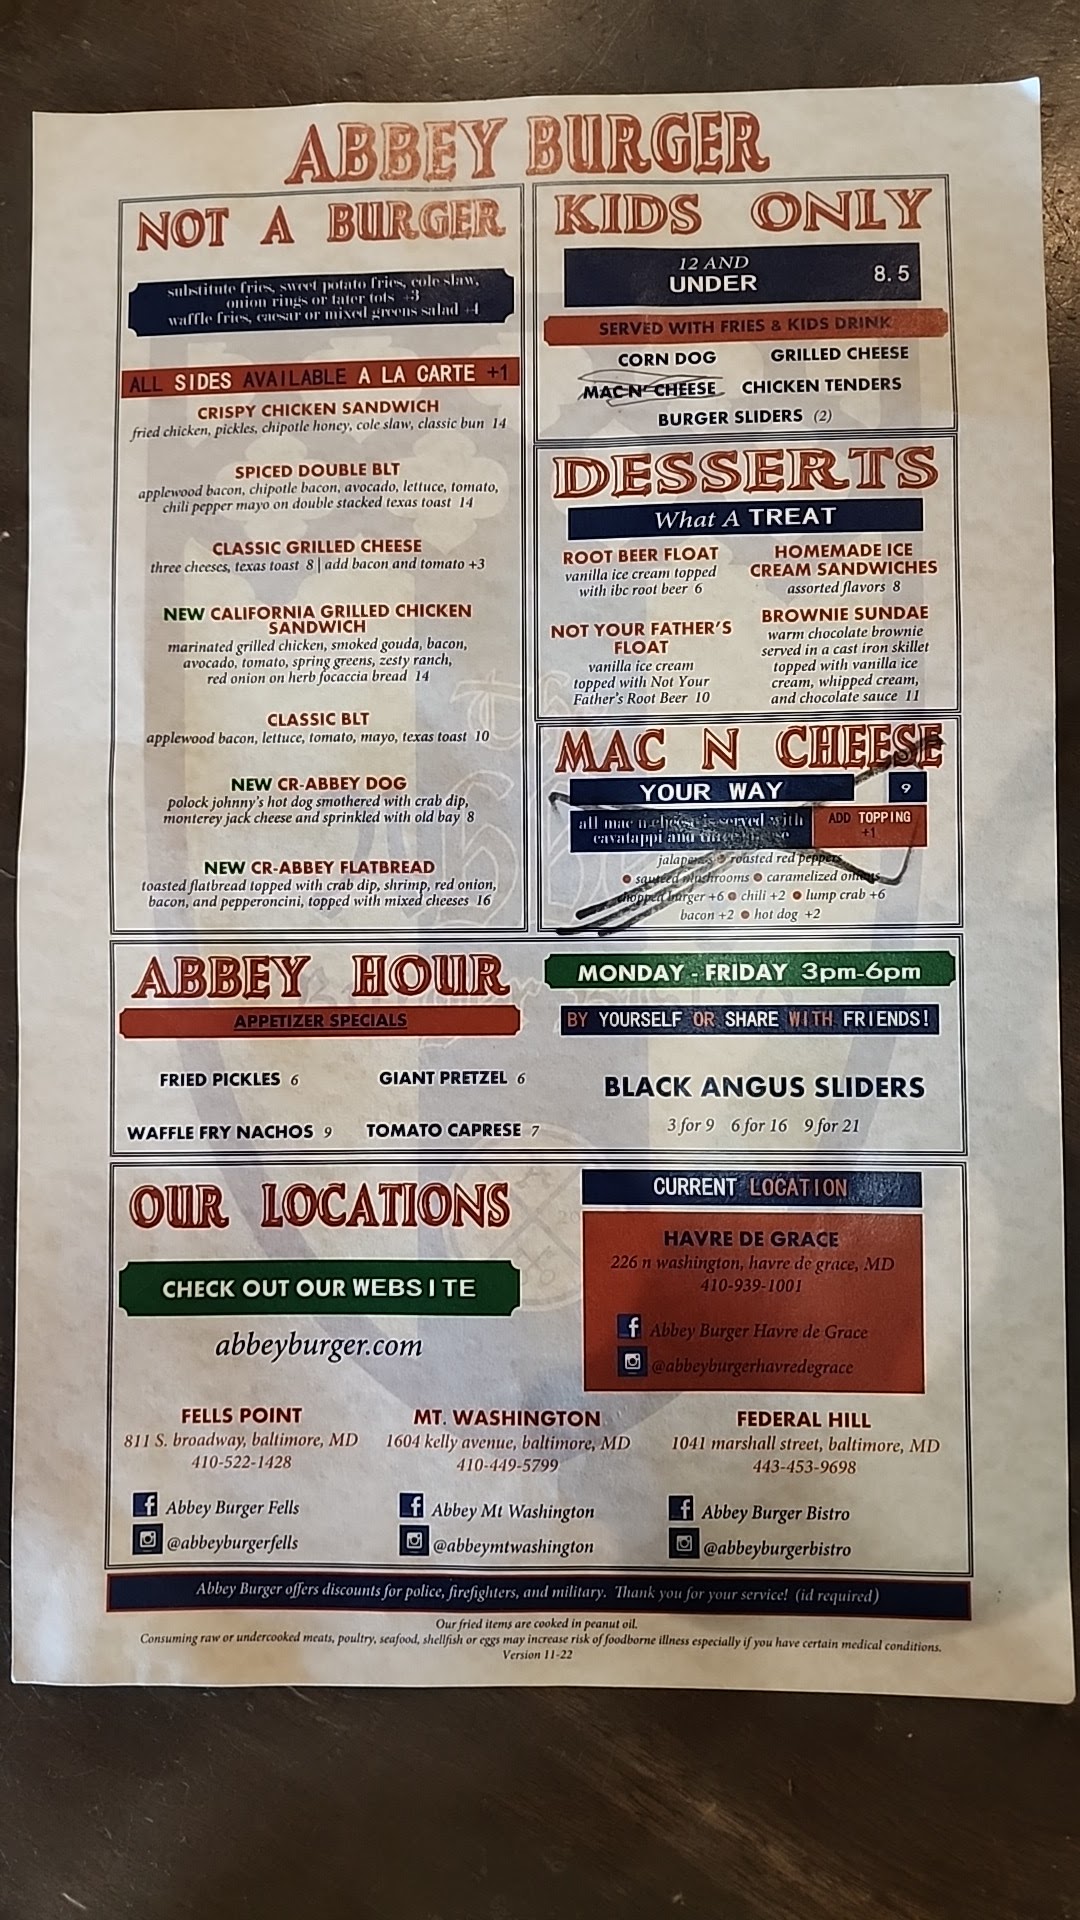 ABBEY BURGER
NOT A BURGER
substitute fries, sweet potato fries, cole slaw,
onion rings or tater tots +3
waffle fries, caesar or mixed greens salad +4
ALL SIDES AVAILABLE A LA CARTE +1
CRISPY CHICKEN SANDWICH
fried chicken, pickles, chipotle honey, cole slaw, classic bun 14
SPICED DOUBLE BLT
applewood bacon, chipotle bacon, avocado, lettuce, tomato,
chili pepper mayo on double stacked texas toast 14
CLASSIC GRILLED CHEESE
three cheeses, texas toast 8 | add bacon and tomato +3
NEW CALIFORNIA GRILLED CHICKEN
SANDWICH
marinated grilled chicken, smoked gouda, bacon,
avocado, tomato, spring greens, zesty ranch,
red onion on herb focaccia bread 14
CLASSIC BLT
applewood bacon, lettuce, tomato, mayo, texas toast 10
NEW CR-ABBEY DOG
polock johnny's hot dog smothered with crab dip,
monterey jack cheese and sprinkled with old bay 8
NEW CR-ABBEY FLATBREAD
toasted flatbread topped with crab dip, shrimp, red onion,
bacon, and pepperoncini, topped with mixed cheeses 16
KIDS ONLY
12 AND
UNDER 8.5
SERVED WITH FRIES & KIDS DRINK
CORN DOG GRILLED CHEESE
MAC N' CHEESE CHICKEN TENDERS
BURGER SLIDERS (2)
DESSERTS
What A TREAT
ROOT BEER FLOAT
vanilla ice cream topped
with ibc root beer 6
NOT YOUR FATHER'S
FLOAT
vanilla ice cream
topped with Not Your
Father's Root Beer 10
HOMEMADE ICE
CREAM SANDWICHES
assorted flavors 8
BROWNIE SUNDAE
warm chocolate brownie
served in a cast iron skillet
topped with vanilla ice
cream, whipped cream,
and chocolate sauce 11
MAC N CHEESE
YOUR WAY 9
all mac n cheese is served with
cavatappi and three cheese
ADD TOPPING
+1
jalapenos • roasted red peppers
• sauteed mushrooms • caramelized onions
chopped burger +6 • chili +2 • lump crab +6
bacon +2 • hot dog +2
ABBEY HOUR
APPETIZER SPECIALS
MONDAY - FRIDAY 3pm-6pm
BY YOURSELF OR SHARE WITH FRIENDS!
FRIED PICKLES 6 GIANT PRETZEL 6
WAFFLE FRY NACHOS 9 TOMATO CAPRESE 7
BLACK ANGUS SLIDERS
3 for 9 6 for 16 9 for 21
OUR LOCATIONS
CHECK OUT OUR WEBSITE
abbeyburger.com
CURRENT LOCATION
HAVRE DE GRACE
226 n washington, havre de grace, MD
410-939-1001
Abbey Burger Havre de Grace
@abbeyburgerhavredegrace
FELLS POINT
811 S. broadway, baltimore, MD
410-522-1428
Abbey Burger Fells
@abbeyburgerfells
MT. WASHINGTON
1604 kelly avenue, baltimore, MD
410-449-5799
Abbey Mt Washington
@abbeymtwashington
FEDERAL HILL
1041 marshall street, baltimore, MD
443-453-9698
Abbey Burger Bistro
@abbeyburgerbistro
Abbey Burger offers discounts for police, firefighters, and military. Thank you for your service! (id required)
Our fried items are cooked in peanut oil.
Consuming raw or undercooked meats, poultry, seafood, shellfish or eggs may increase risk of foodborne illness especially if you have certain medical conditions.
Version 11-22